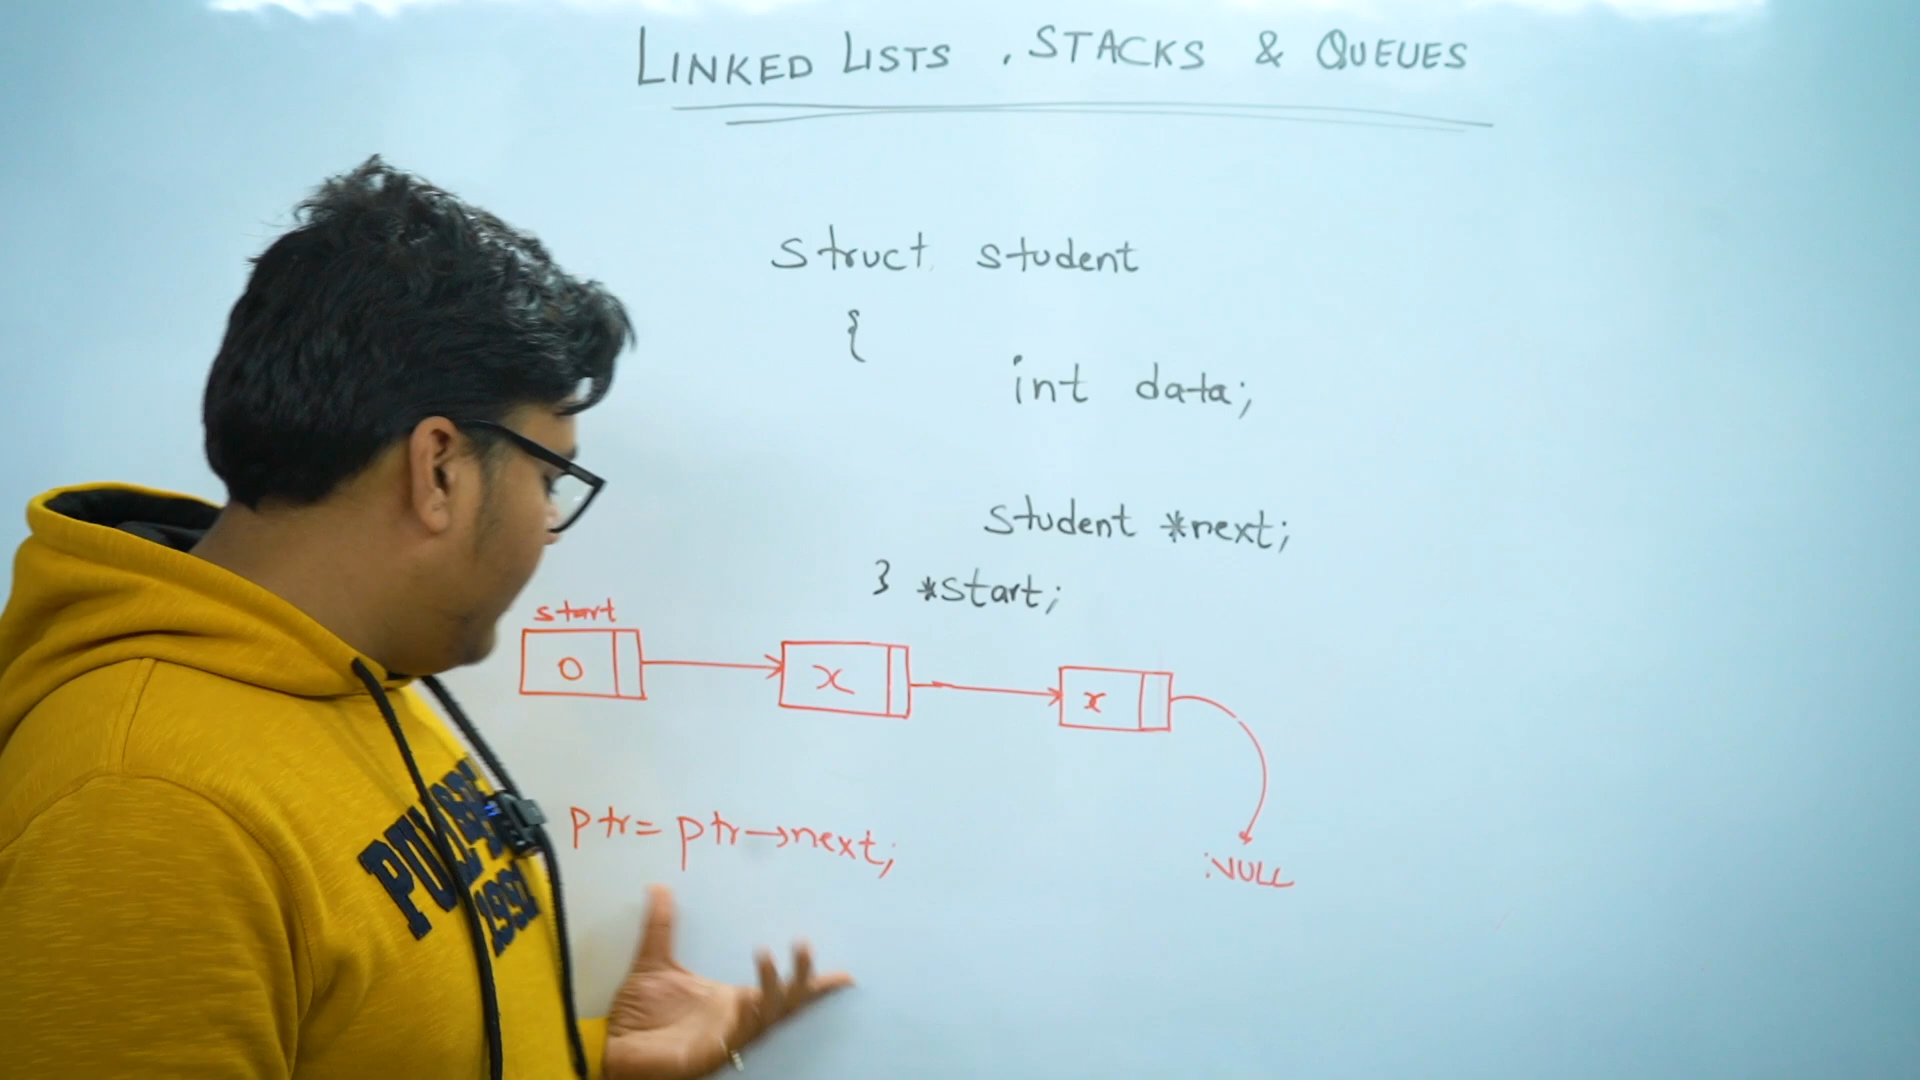 LINKED LISTS , STACKS & QUEUES
struct student
{
int data;
student *next;
} *start;
start
0
x
x
ptr = ptr→next;
NULL